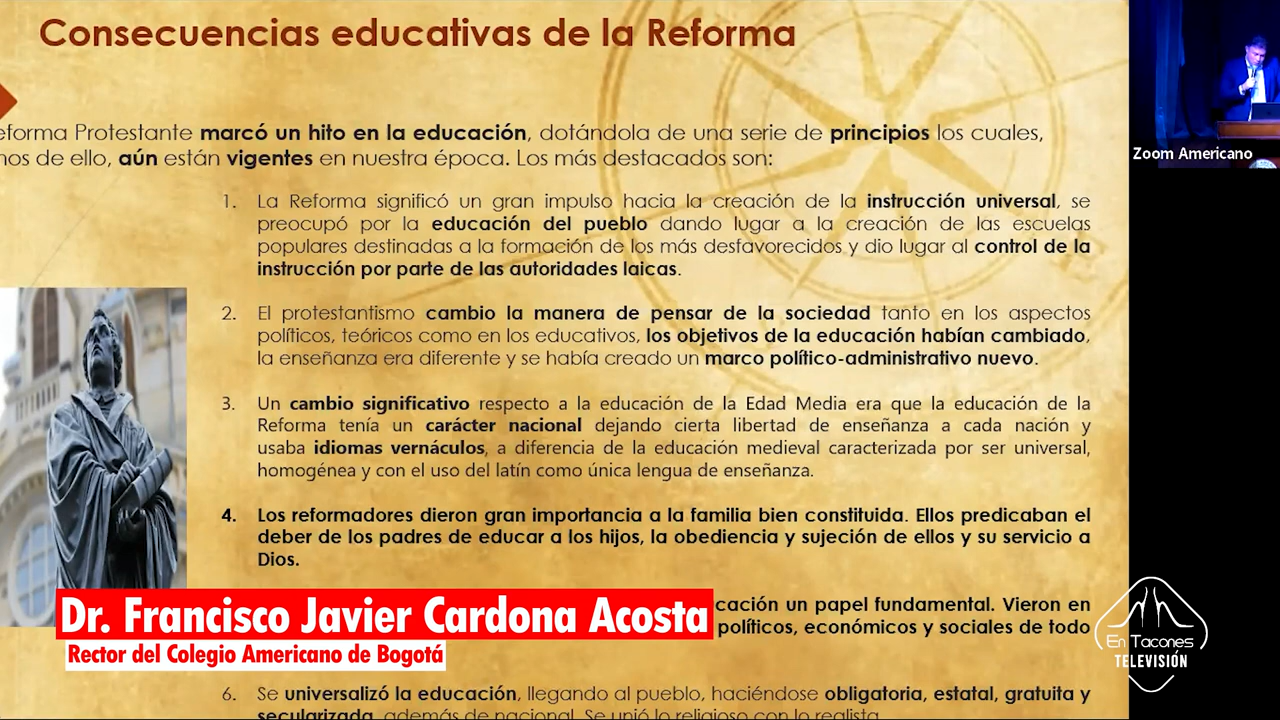 Consecuencias educativas de la Reforma
eforma Protestante marcó un hito en la educación, dotándola de una serie de principios los cuales,
nos de ello, aún están vigentes en nuestra época. Los más destacados son:
1. La Reforma significó un gran impulso hacia la creación de la instrucción universal, se
preocupó por la educación del pueblo dando lugar a la creación de las escuelas
populares destinadas a la formación de los más desfavorecidos y dio lugar al control de la
instrucción por parte de las autoridades laicas.
2. El protestantismo cambio la manera de pensar de la sociedad tanto en los aspectos
políticos, teóricos como en los educativos, los objetivos de la educación habían cambiado,
la enseñanza era diferente y se había creado un marco político-administrativo nuevo.
3. Un cambio significativo respecto a la educación de la Edad Media era que la educación de la
Reforma tenía un carácter nacional dejando cierta libertad de enseñanza a cada nación y
usaba idiomas vernáculos, a diferencia de la educación medieval caracterizada por ser universal,
homogénea y con el uso del latín como única lengua de enseñanza.
4. Los reformadores dieron gran importancia a la familia bien constituida. Ellos predicaban el
deber de los padres de educar a los hijos, la obediencia y sujeción de ellos y su servicio a
Dios.
cación un papel fundamental. Vieron en
políticos, económicos y sociales de todo
6. Se universalizó la educación, llegando al pueblo, haciéndose obligatoria, estatal, gratuita y
secularizada, además de nacional. Se unió lo religioso con lo realista
Dr. Francisco Javier Cardona Acosta
Rector del Colegio Americano de Bogotá
Zoom Americano
En Tacones
TELEVISIÓN